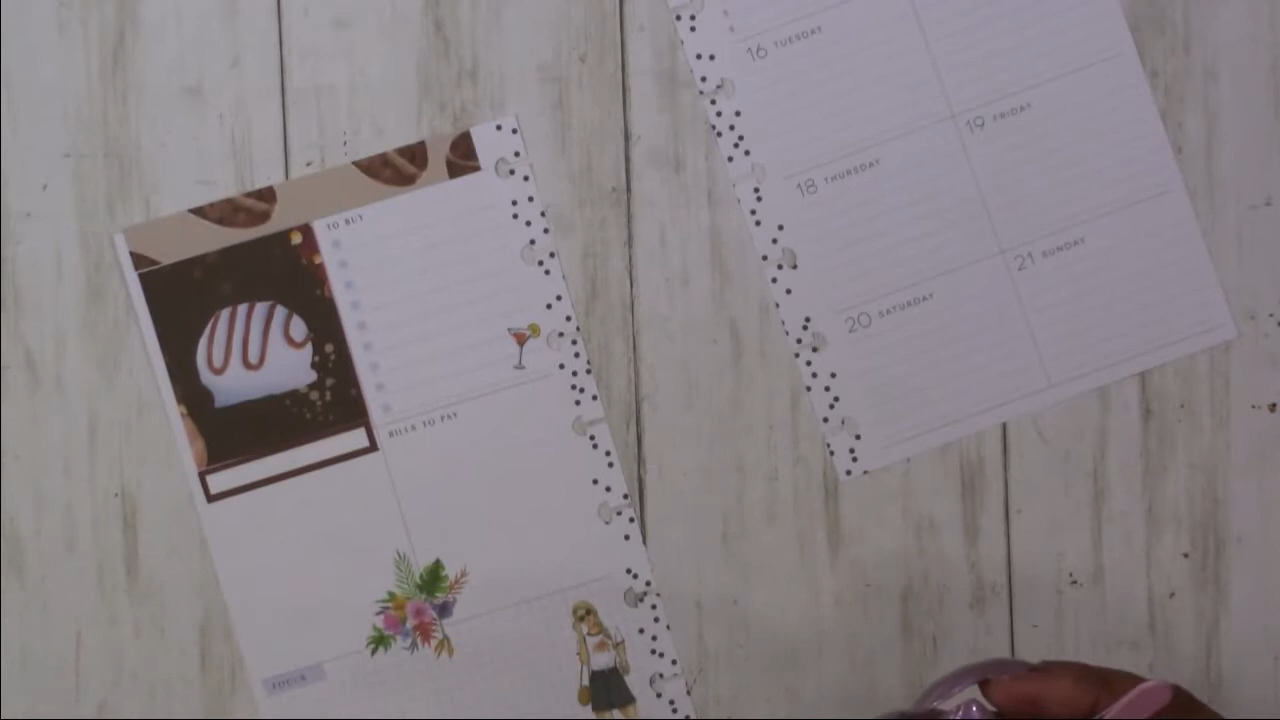 TO BUY
BILLS TO PAY
FOCUS
16 TUESDAY
18 THURSDAY
19 FRIDAY
20 SATURDAY
21 SUNDAY